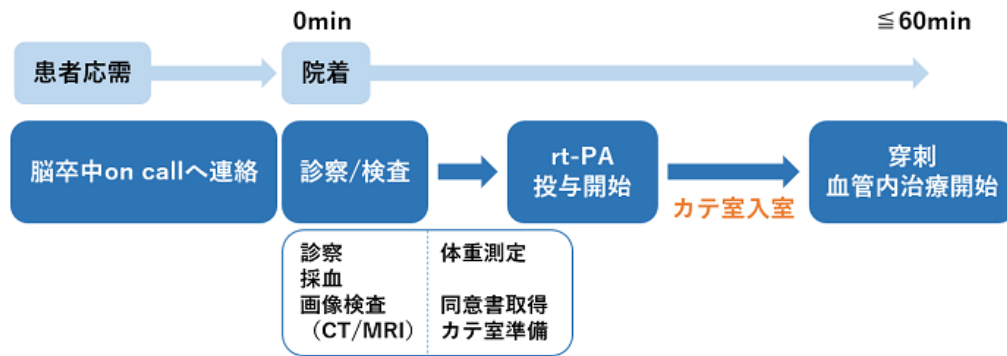 0min
≦60min
患者応需
院着
脳卒中on callへ連絡
診察/検査
rt-PA
投与開始
カテ室入室
穿刺
血管内治療開始
診察
採血
画像検査
（CT/MRI）
体重測定
同意書取得
カテ室準備